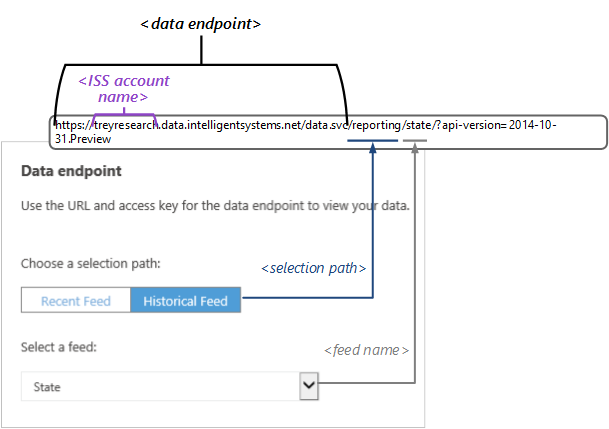 <data endpoint>
<ISS account
name>
https://treyresearch.data.intelligentsystems.net/data.svc/reporting/state/?api-version=2014-10-
31.Preview
Data endpoint
Use the URL and access key for the data endpoint to view your data.
Choose a selection path:
<selection path>
Recent Feed Historical Feed
Select a feed:
<feed name>
State